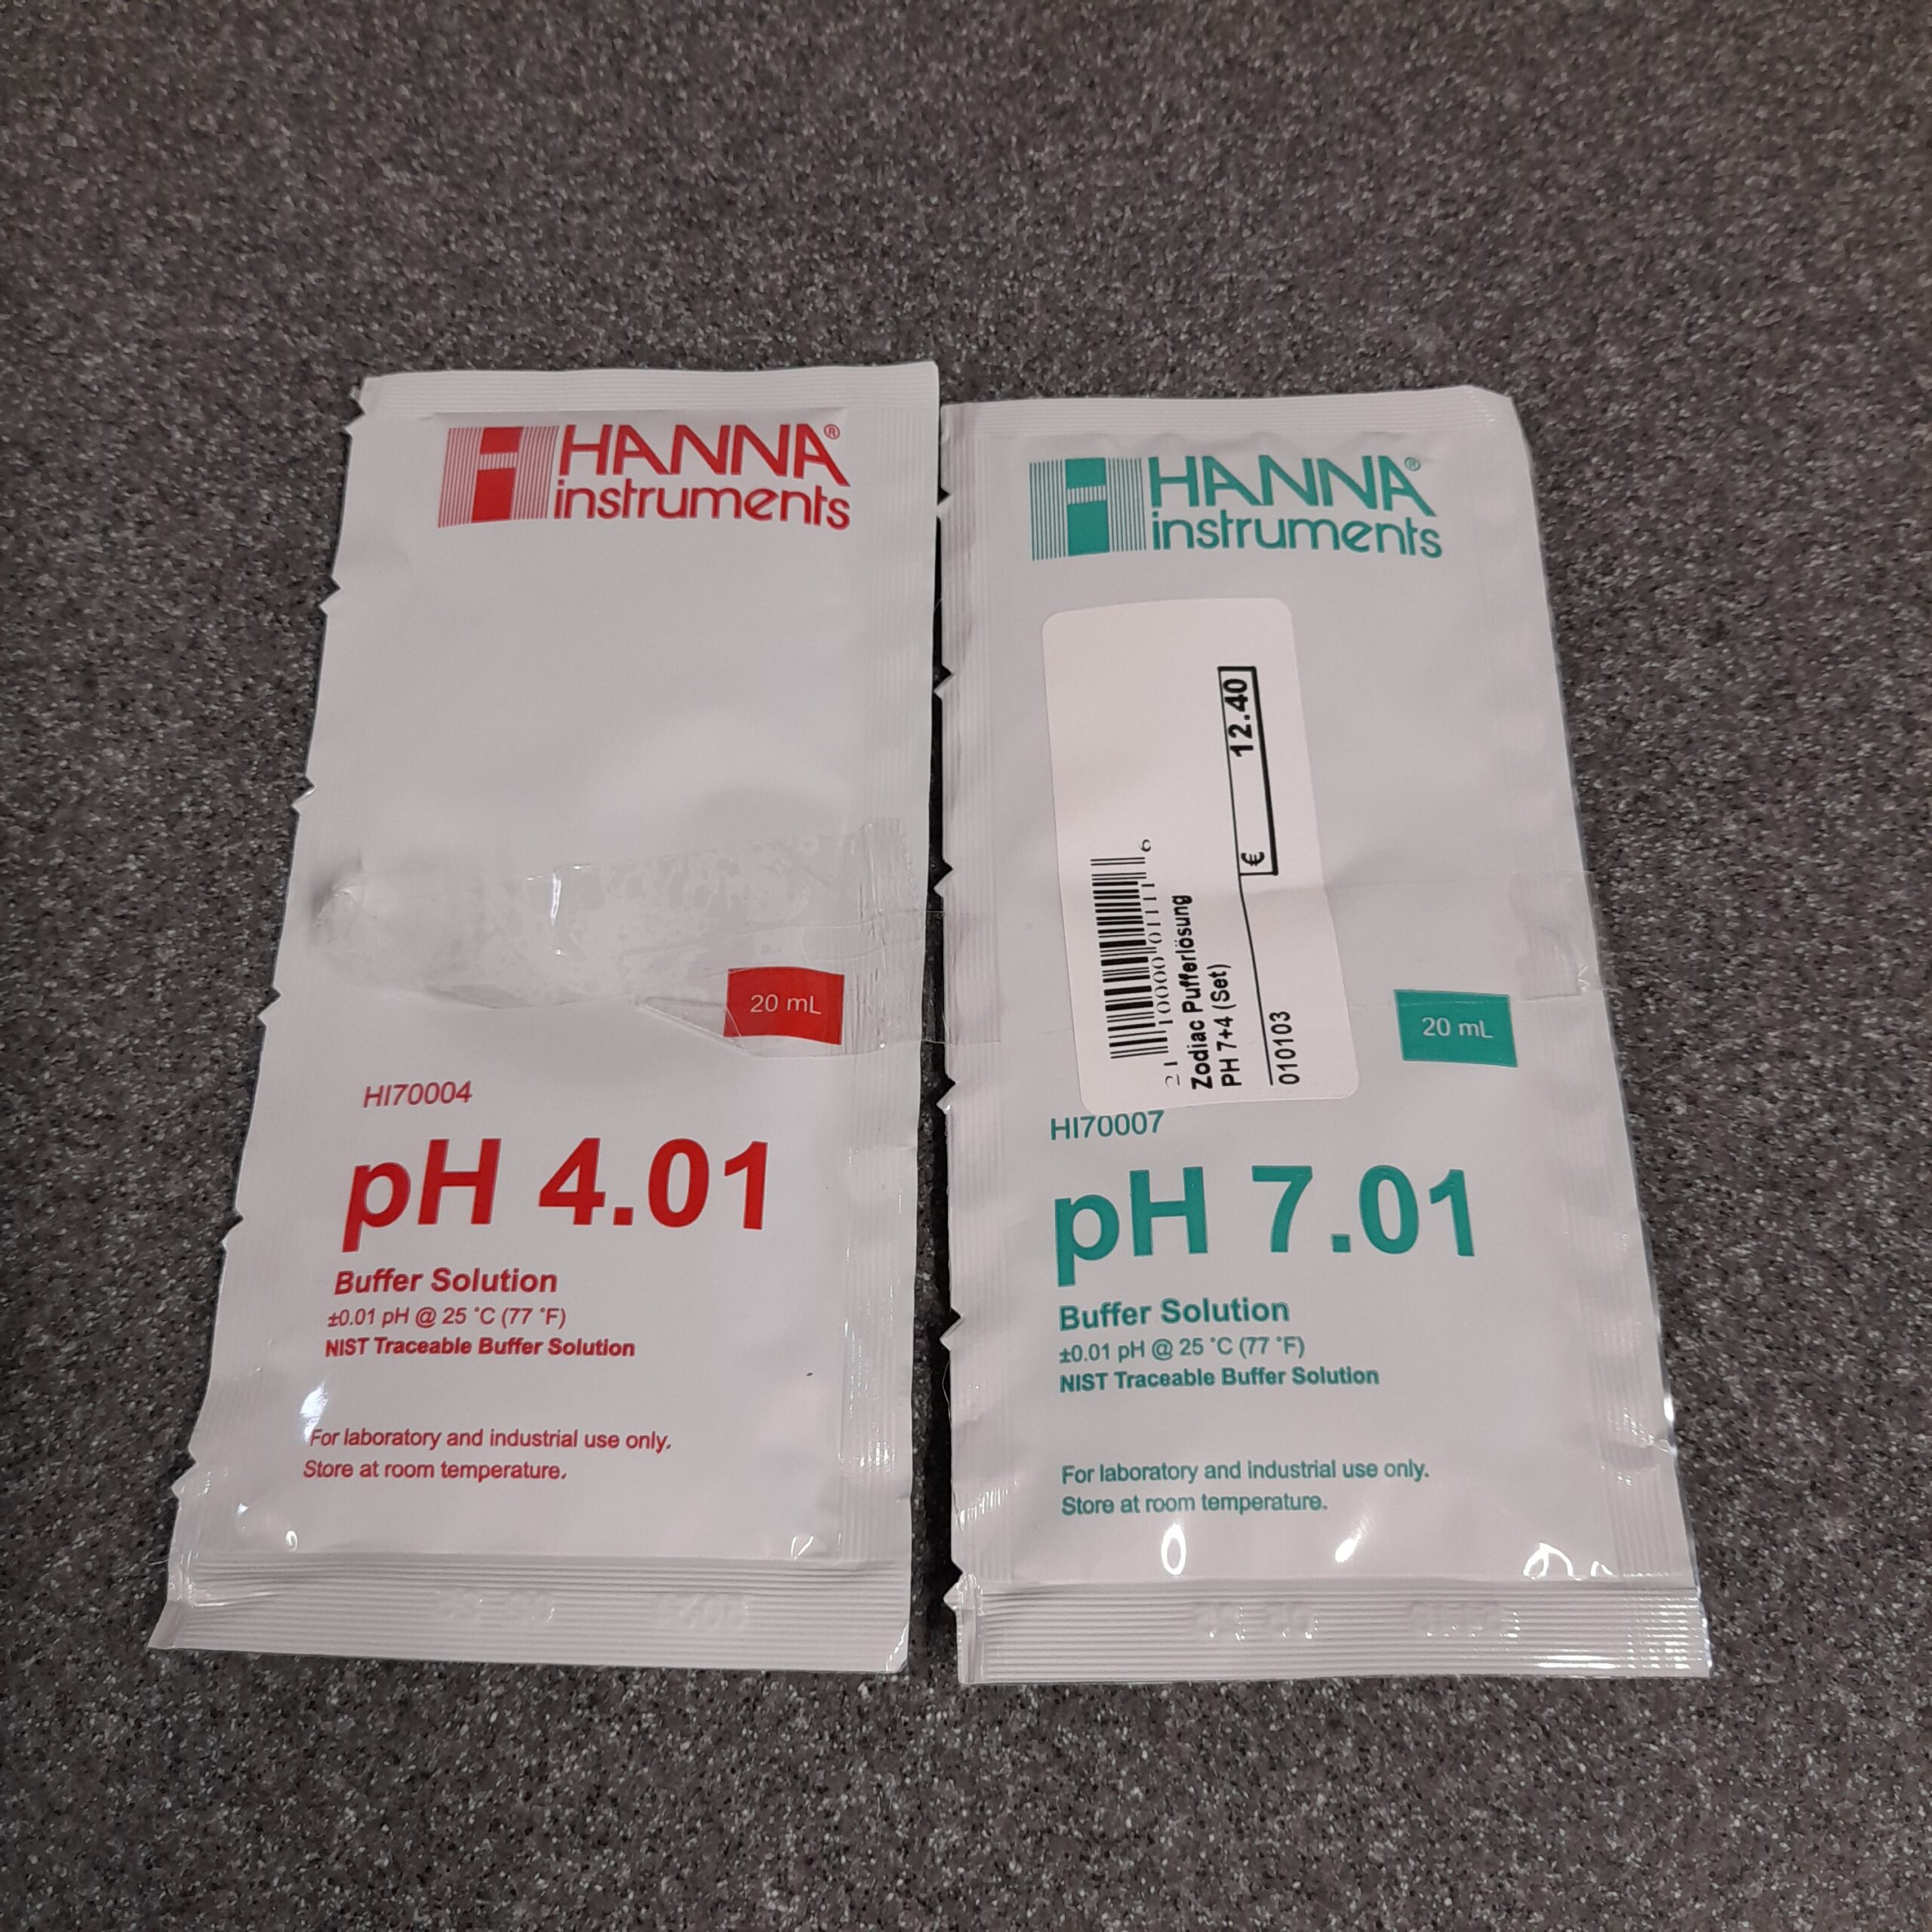 HANNA®
instruments
20 mL
HI70004
pH 4.01
Buffer Solution
±0.01 pH @ 25 °C (77 °F)
NIST Traceable Buffer Solution
For laboratory and industrial use only.
Store at room temperature.
HANNA®
instruments
Zodiac Pufferlösung
PH 7+4 (Set)
€ 12.40
010103
20 mL
HI70007
pH 7.01
Buffer Solution
±0.01 pH @ 25 °C (77 °F)
NIST Traceable Buffer Solution
For laboratory and industrial use only.
Store at room temperature.